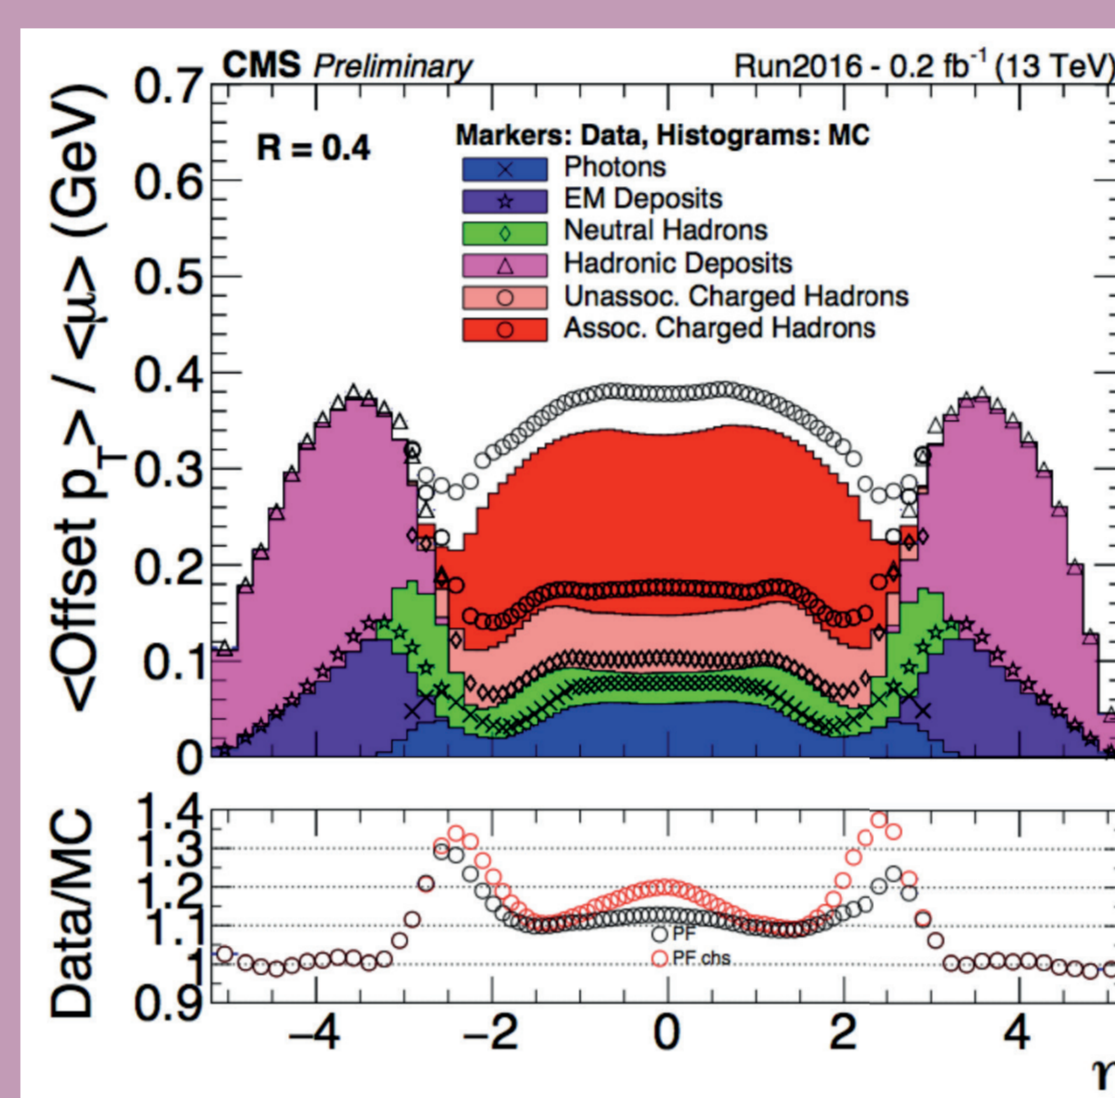 CMS Preliminary Run2016 - 0.2 fb⁻¹ (13 TeV)
<Offset p_T> / <μ> (GeV)
0.7
0.6
0.5
0.4
0.3
0.2
0.1
0
R = 0.4
Markers: Data, Histograms: MC
Photons
EM Deposits
Neutral Hadrons
Hadronic Deposits
Unassoc. Charged Hadrons
Assoc. Charged Hadrons
Data/MC
1.4
1.3
1.2
1.1
1
0.9
PF
PF chs
−4 −2 0 2 4